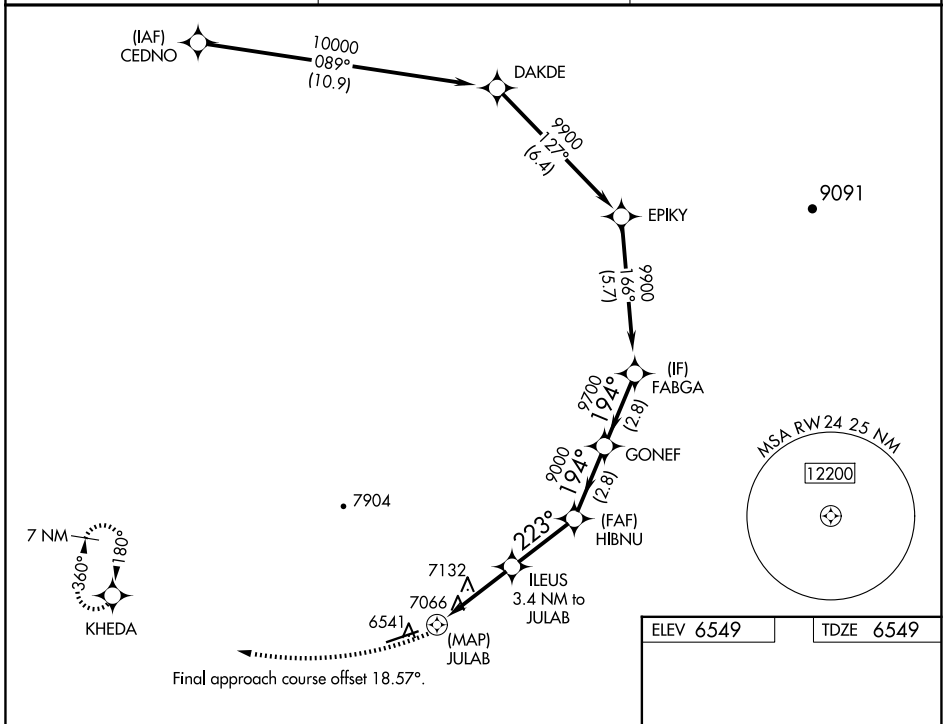 (IAF)
CEDNO
10000
089°
(10.9)
DAKDE
9900
127°
(6.4)
EPIKY
9091
9900
166°
(5.7)
(IF)
FABGA
9700
194°
(2.8)
GONEF
MSA RW24 25 NM
12200
9000
194°
(2.8)
7904
(FAF)
HIBNU
7 NM
360°
180°
KHEDA
223°
ILEUS
3.4 NM to
JULAB
7132
7066
6541
(MAP)
JULAB
Final approach course offset 18.57°.
ELEV 6549
TDZE 6549